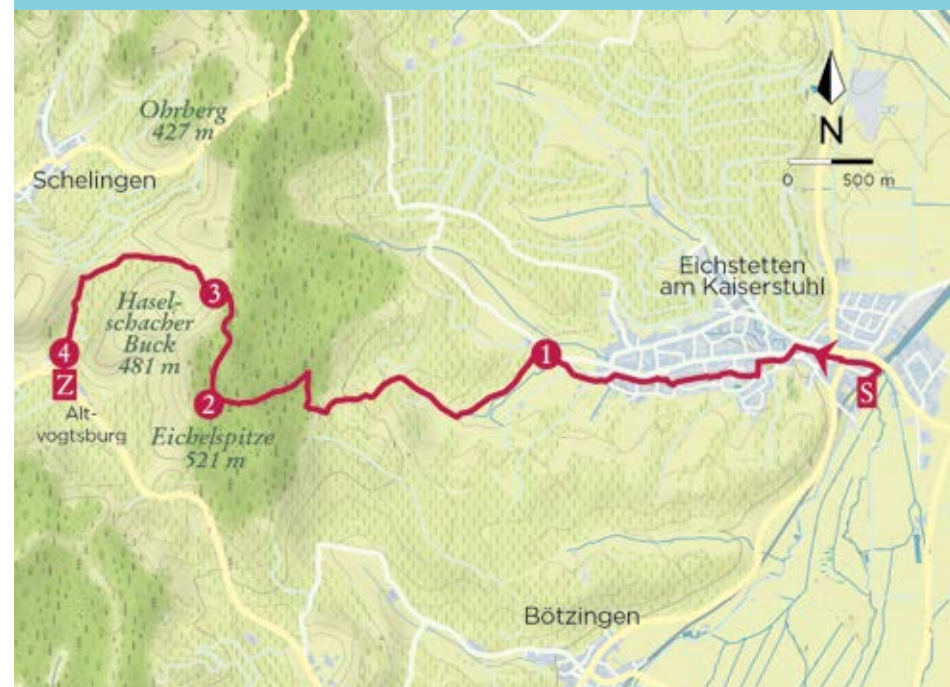 Ohrberg
427 m
N
0 500 m
Schelingen
Eichstetten
am Kaiserstuhl
3
Hasel-
schacher
Buck
481 m
1
4
Z
S
2
Alt-
vogtsburg
Eichelspitze
521 m
Bötzingen